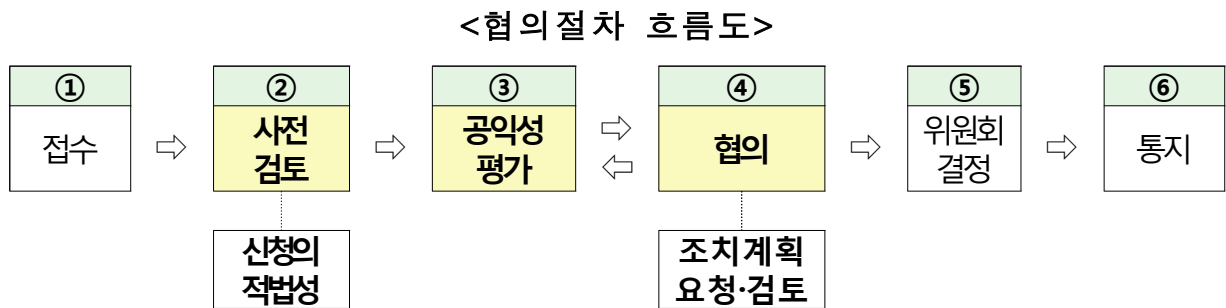 <협의절차 흐름도>
① ② ③ ④ ⑤ ⑥
접수 ⇨ 사전 검토 ⇨ 공익성 평가 ⇨ ⇦ 협의 ⇨ 위원회 결정 ⇨ 통지
신청의 적법성
조치계획 요청·검토